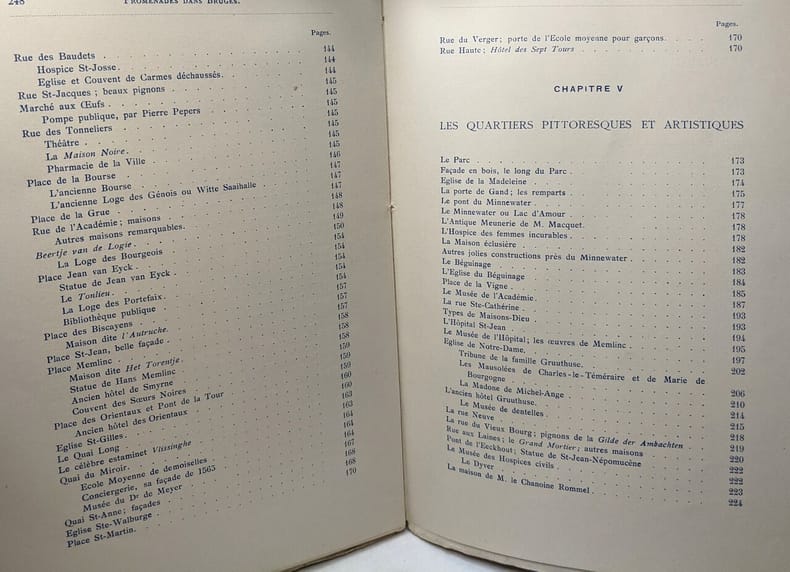 248
PROMENADES DANS BRUGES.
Pages.
Rue des Baudets 144
Hospice St-Josse. 144
Eglise et Couvent de Carmes déchaussés. 144
Rue St-Jacques ; beaux pignons 145
Marché aux Œufs. 145
Pompe publique, par Pierre Pepers 145
Rue des Tonneliers 145
Théâtre 145
La Maison Noire. 145
Pharmacie de la Ville 145
Place de la Bourse 146
L'ancienne Bourse 147
L'ancienne Loge des Génois ou Witte Saaihalle 147
Place de la Grue 147
Rue de l'Académie ; maisons 148
Autres maisons remarquables. 148
Beertje van de Logie. 149
La Loge des Bourgeois 150
Place Jean van Eyck 154
Statue de Jean van Eyck 154
Le Tonlieu. 154
La Loge des Portefaix. 154
Bibliothèque publique 154
Place des Biscayens 157
Maison dite l'Autruche. 157
Place St-Jean, belle façade 158
Place Memlinc 158
Maison dite Het Torentje. 158
Statue de Hans Memlinc 159
Ancien hôtel de Smyrne 159
Couvent des Sœurs Noires 160
Place des Orientaux et Pont de la Tour 160
Ancien hôtel des Orientaux 163
Eglise St-Gilles. 163
Le Quai Long 164
Le célèbre estaminet Vlissinghe 164
Quai du Miroir. 164
Ecole Moyenne de demoiselles 167
Conciergerie, sa façade de 1565 168
Musée du Dr de Meyer 168
Quai St-Anne ; façades 170
Eglise Ste-Walburge
Place St-Martin.
Pages.
Rue du Verger ; porte de l'Ecole moyenne pour garçons. 170
Rue Haute ; Hôtel des Sept Tours 170
CHAPITRE V
LES QUARTIERS PITTORESQUES ET ARTISTIQUES
Le Parc 173
Façade en bois, le long du Parc 173
Eglise de la Madeleine 174
La porte de Gand ; les remparts 175
Le pont du Minnewater 177
Le Minnewater ou Lac d'Amour 178
L'Antique Meunerie de M. Macquet. 178
L'Hospice des femmes incurables 178
La Maison éclusière 182
Autres jolies constructions près du Minnewater 182
Le Béguinage 183
L'Eglise du Béguinage 184
Place de la Vigne 185
Le Musée de l'Académie. 187
La rue Ste-Cathérine 193
Types de Maisons-Dieu 193
L'Hôpital St-Jean 194
Le Musée de l'Hôpital ; les œuvres de Memlinc 195
Eglise de Notre-Dame. 197
Tribune de la famille Gruuthuse. 202
Les Mausolées de Charles-le-Téméraire et de Marie de
Bourgogne 206
La Madone de Michel-Ange 210
L'ancien hôtel Gruuthuse. 214
Le Musée de dentelles 215
La rue Neuve 218
La rue du Vieux Bourg ; pignons de la Gilde der Ambachten 219
Rue aux Laines ; le Grand Mortier ; autres maisons 220
Pont de l'Eeckhout ; Statue de St-Jean-Népomucène 222
Le Musée des Hospices civils. 222
Le Dyver 223
La maison de M. le Chanoine Rommel 224